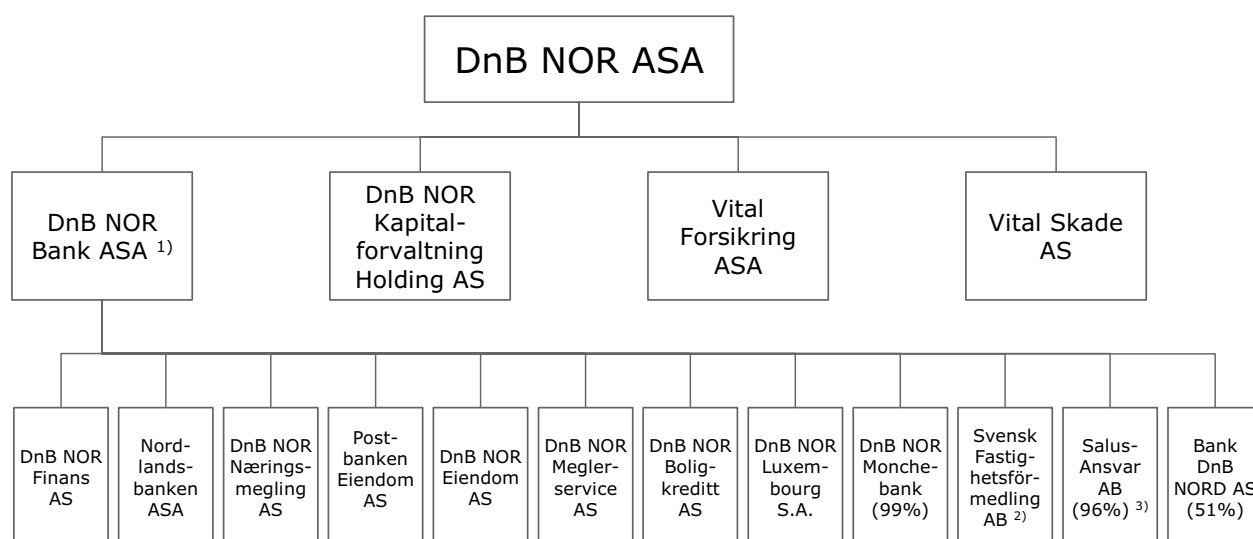 DnB NOR ASA
DnB NOR
Bank ASA 1)
DnB NOR
Kapital-
forvaltning
Holding AS
Vital
Forsikring
ASA
Vital Skade
AS
DnB NOR
Finans
AS
Nord-
lands-
banken
ASA
DnB NOR
Nærings-
megling
AS
Post-
banken
Eiendom
AS
DnB NOR
Eiendom
AS
DnB NOR
Megler-
service
AS
DnB NOR
Bolig-
kreditt
AS
DnB NOR
Luxem-
bourg
S.A.
DnB NOR
Monche-
bank
(99%)
Svensk
Fastig-
hetsför-
medling
AB 2)
Salus-
Ansvar
AB
(96%) 3)
Bank
DnB
NORD AS
(51%)